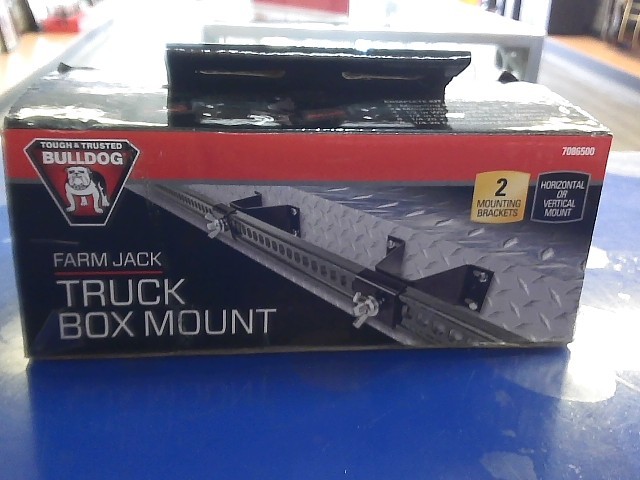 TOUGH & TRUSTED
BULLDOG
7086500
2
MOUNTING
BRACKETS
HORIZONTAL
OR
VERTICAL
MOUNT
FARM JACK
TRUCK
BOX MOUNT